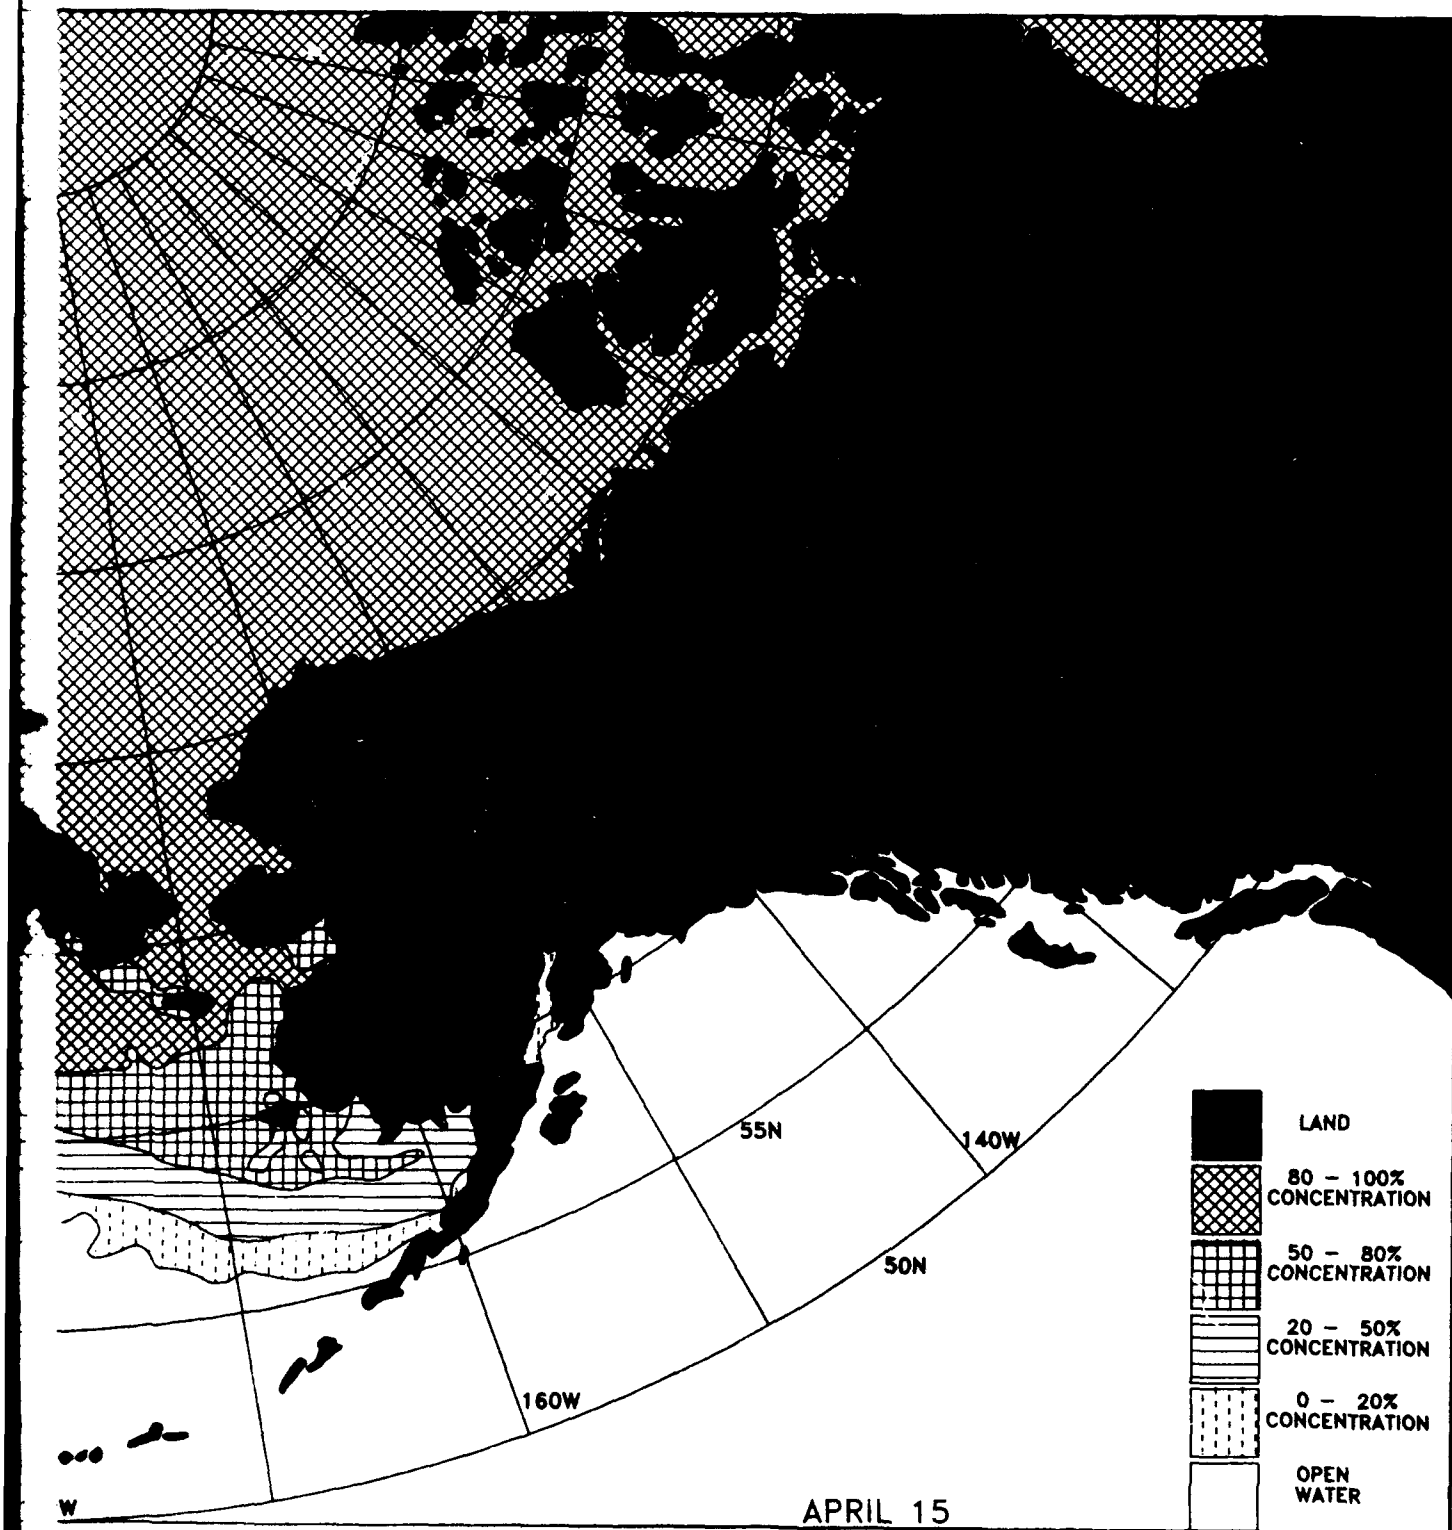 LAND
55N
140W
80 – 100%
CONCENTRATION
50N
50 – 80%
CONCENTRATION
20 – 50%
CONCENTRATION
160W
0 – 20%
CONCENTRATION
OPEN
WATER
W
APRIL 15